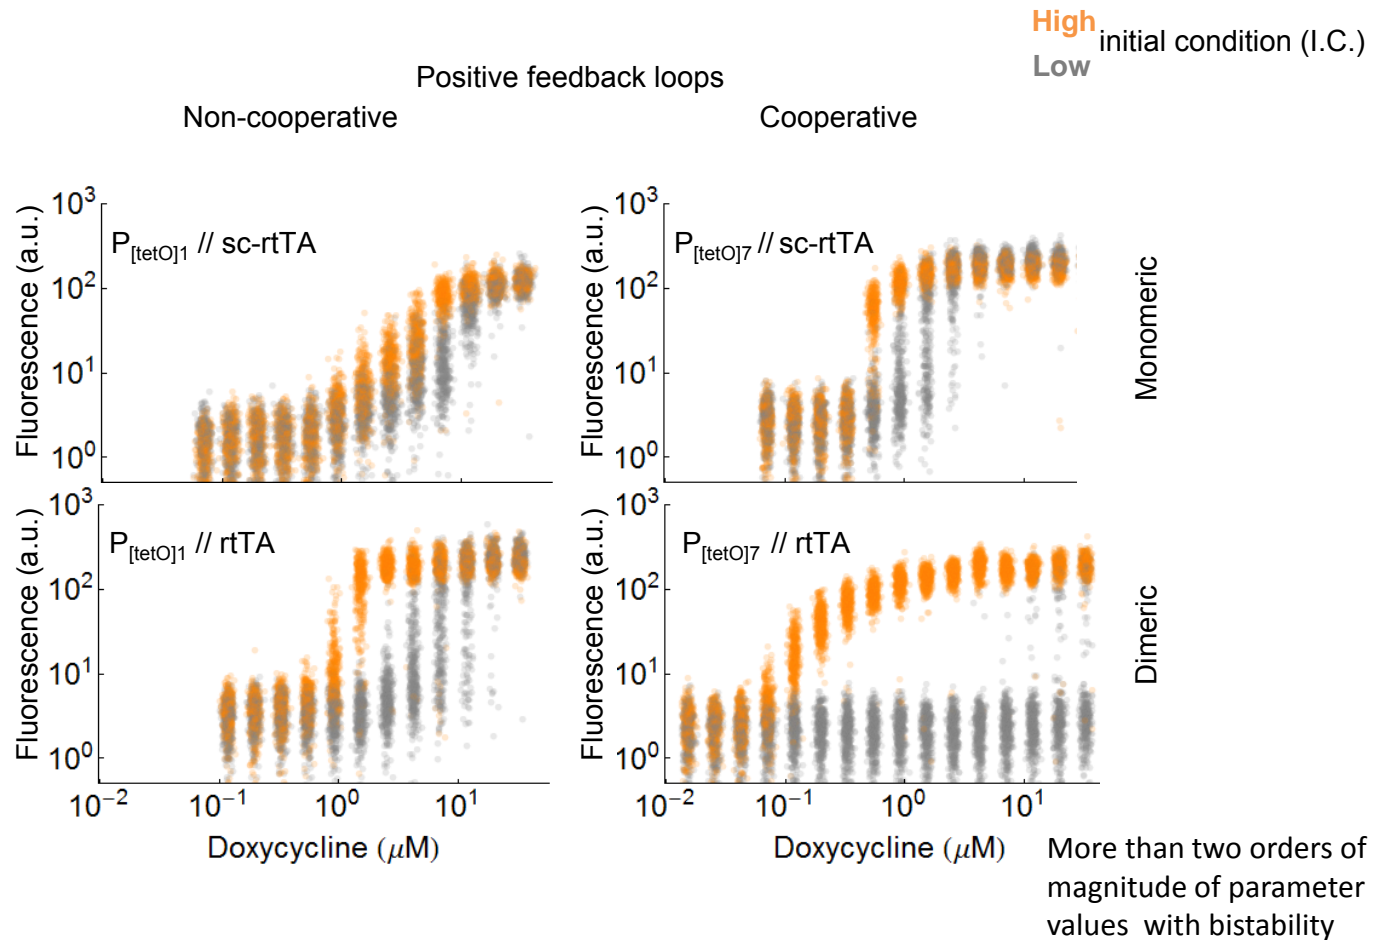 High
Low
initial condition (I.C.)
Positive feedback loops
Non-cooperative
Cooperative
Fluorescence (a.u.)
10³
10²
10¹
10⁰
P[tetO]1 // sc-rtTA
Fluorescence (a.u.)
10³
10²
10¹
10⁰
P[tetO]7 // sc-rtTA
Monomeric
Fluorescence (a.u.)
10³
10²
10¹
10⁰
P[tetO]1 // rtTA
10⁻² 10⁻¹ 10⁰ 10¹
Doxycycline (μM)
Fluorescence (a.u.)
10³
10²
10¹
10⁰
P[tetO]7 // rtTA
10⁻² 10⁻¹ 10⁰ 10¹
Doxycycline (μM)
Dimeric
More than two orders of
magnitude of parameter
values with bistability